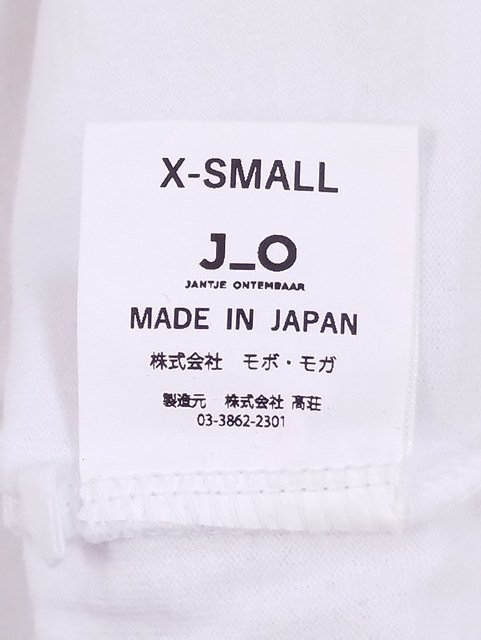 X-SMALL
J_O
JANTJE ONTEMBAAR
MADE IN JAPAN
株式会社　モボ・モガ
製造元　株式会社 髙荘
03-3862-2301